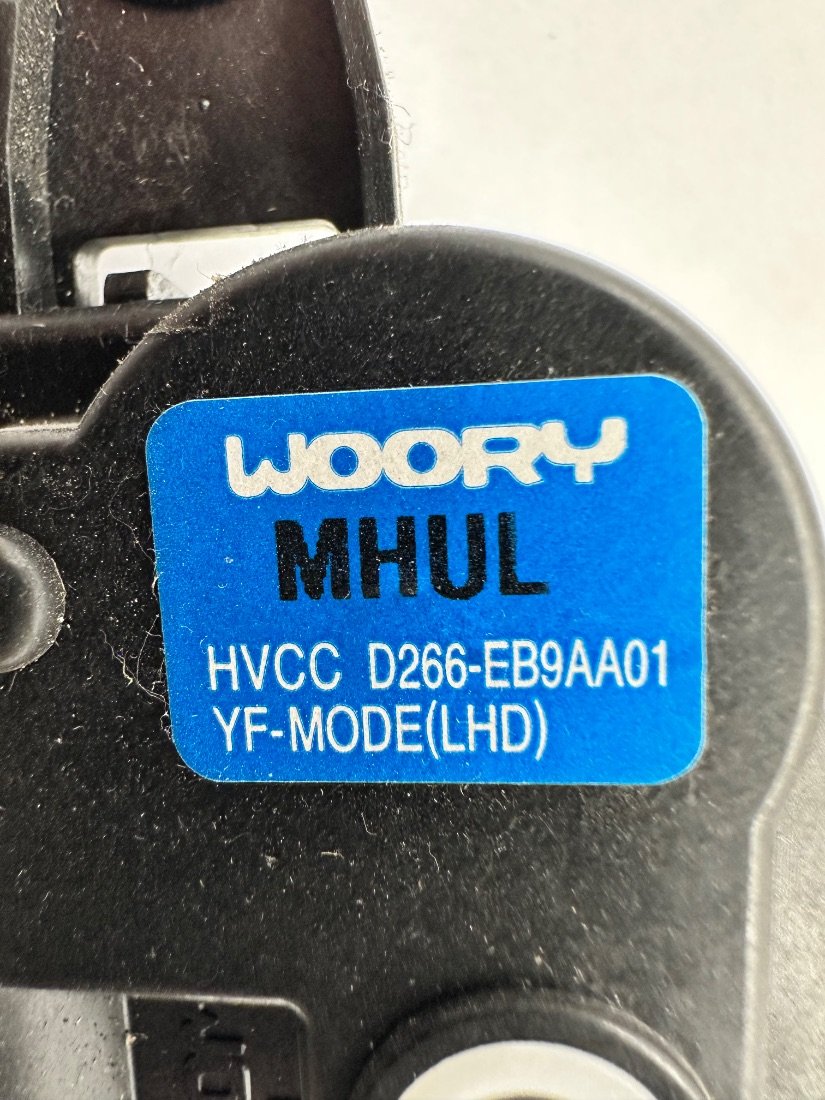 WOORY
MHUL
HVCC D266-EB9AA01
YF-MODE(LHD)